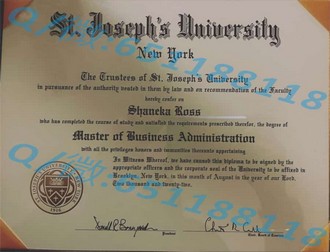 St. Joseph's University
New York
The Trustees of St. Joseph's University
in pursuance of the authority vested in them by law and on recommendation of the Faculty
hereby confer on
Shaneka Ross
who has completed the course of study and satisfied the requirements prescribed therefor, the degree of
Master of Business Administration
with all the privileges honors and immunities thereunto appertaining
In Witness Whereof, we have caused this diploma to be signed by the
appropriate officers and the corporate seal of the University to be affixed in
Brooklyn, New York, in this month of August in the year of our Lord,
Two thousand and twenty-two.
President